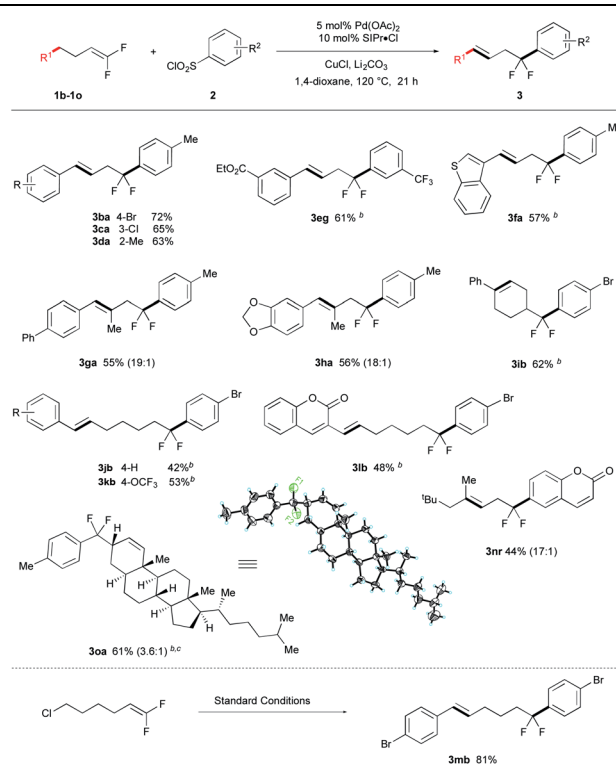 5 mol% Pd(OAc)2
10 mol% SIPr•Cl
R1
F
F
+
ClO2S
R2
CuCl, Li2CO3
1,4-dioxane, 120 °C, 21 h
R1
F F
R2
1b-1o
2
3
R
F F
Me
3ba 4-Br 72%
3ca 3-Cl 65%
3da 2-Me 63%
EtO2C
F F
CF3
3eg 61% b
S
F F
M
3fa 57% b
Ph
Me
F F
Me
3ga 55% (19:1)
O
O
Me
F F
Me
3ha 56% (18:1)
Ph
F F
Br
3ib 62% b
R
F F
Br
3jb 4-H 42%b
3kb 4-OCF3 53%b
O O
F F
Br
3lb 48% b
Me
tBu
F F
O O
3nr 44% (17:1)
F F
H
Me
Me
H
H
H
H
Me
H
Me
Me
Me
F1
F2
3oa 61% (3.6:1) b,c
Cl
F
F
Standard Conditions
Br
F F
Br
3mb 81%